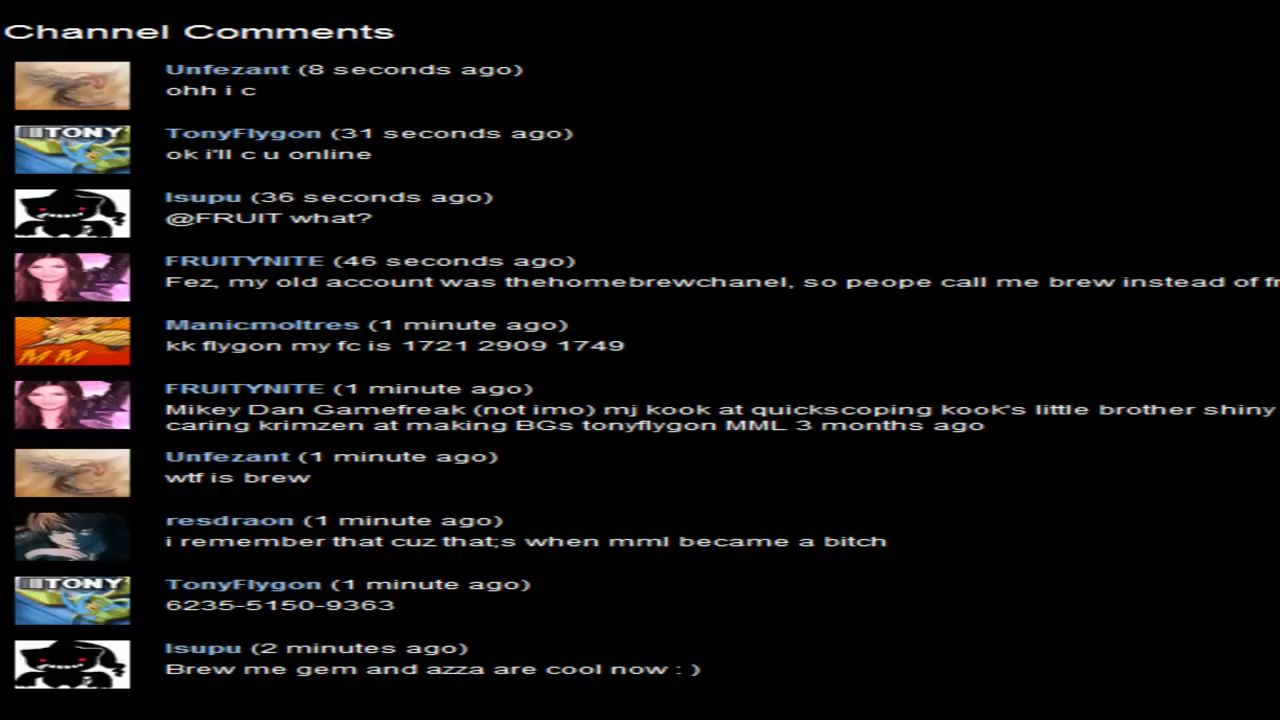 Channel Comments
Unfezant (8 seconds ago)
ohh i c
TONY
TonyFlygon (31 seconds ago)
ok i'll c u online
Isupu (36 seconds ago)
@FRUIT what?
FRUITYNITE (46 seconds ago)
Fez, my old account was thehomebrewchanel, so peope call me brew instead of fr
Manicmoltres (1 minute ago)
kk flygon my fc is 1721 2909 1749
MM
FRUITYNITE (1 minute ago)
Mikey Dan Gamefreak (not imo) mj kook at quickscoping kook's little brother shiny
caring krimzen at making BGs tonyflygon MML 3 months ago
Unfezant (1 minute ago)
wtf is brew
resdraon (1 minute ago)
i remember that cuz that;s when mml became a bitch
TONY
TonyFlygon (1 minute ago)
6235-5150-9363
Isupu (2 minutes ago)
Brew me gem and azza are cool now : )